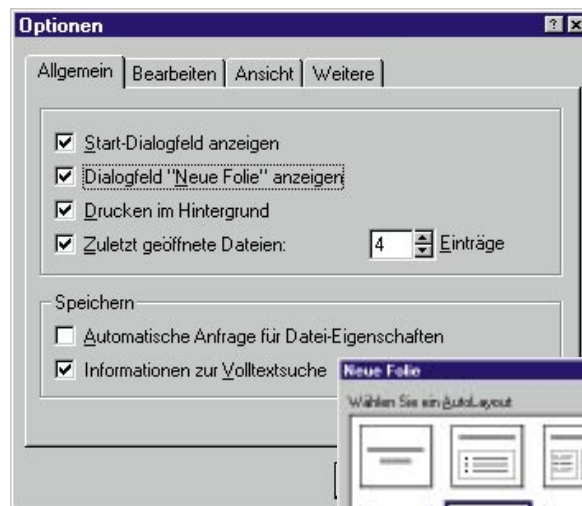 Optionen
Allgemein Bearbeiten Ansicht Weitere
Start-Dialogfeld anzeigen
Dialogfeld "Neue Folie" anzeigen
Drucken im Hintergrund
Zuletzt geöffnete Dateien: 4 Einträge
Speichern
Automatische Anfrage für Datei-Eigenschaften
Informationen zur Volltextsuche
Neue Folie
Wählen Sie ein AutoLayout